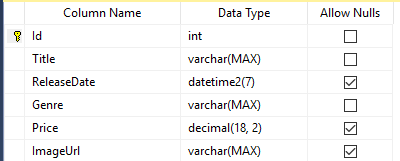 Column Name Data Type Allow Nulls
Id int
Title varchar(MAX)
ReleaseDate datetime2(7)
Genre varchar(MAX)
Price decimal(18, 2)
ImageUrl varchar(MAX)